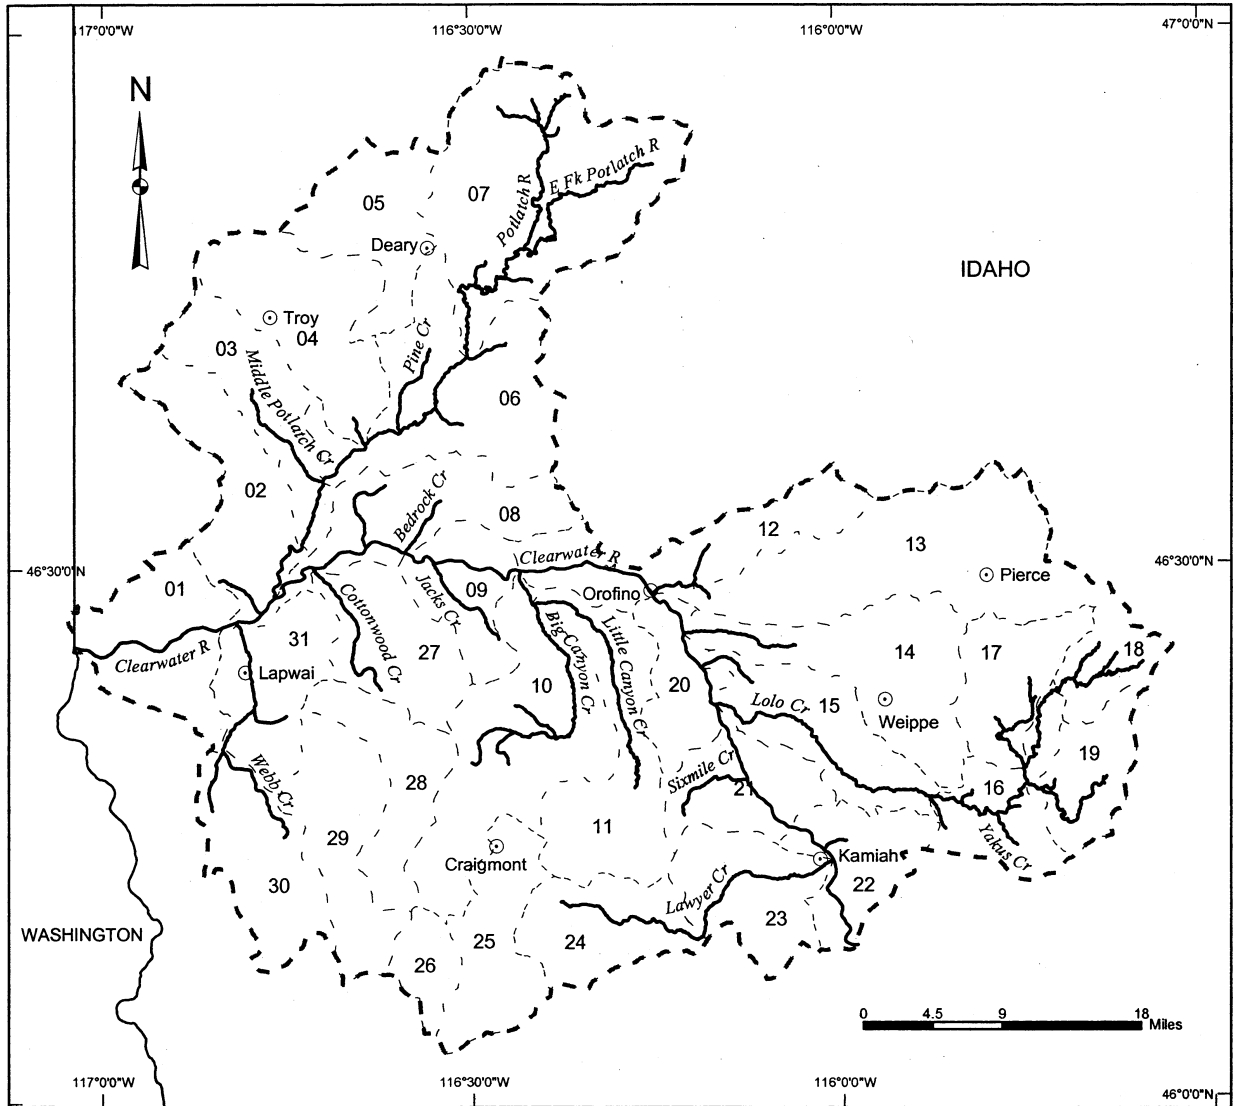 117°0'0"W
116°30'0"W
116°0'0"W
47°0'0"N
N
E Fk Potlatch R
Potlatch R
07
05
Deary
IDAHO
Troy
04
03
Pine Cr
Middle Potlatch Cr
06
02
Bedrock Cr
08
12
13
46°30'0"N
Clearwater R
46°30'0"N
Pierce
01
Jacks Cr
09
Orofino
Cottonwood Cr
31
27
Big Canyon Cr
Little Canyon Cr
14
17
18
Clearwater R
Lapwai
10
20
Lolo Cr
15
Weippe
19
Webb Cr
28
Sixmile Cr
21
16
29
11
Yakus Cr
Craigmont
Kamiah
30
Lawyer Cr
22
23
WASHINGTON
25
24
26
0
4.5
9
18
Miles
117°0'0"W
116°30'0"W
116°0'0"W
46°0'0"N